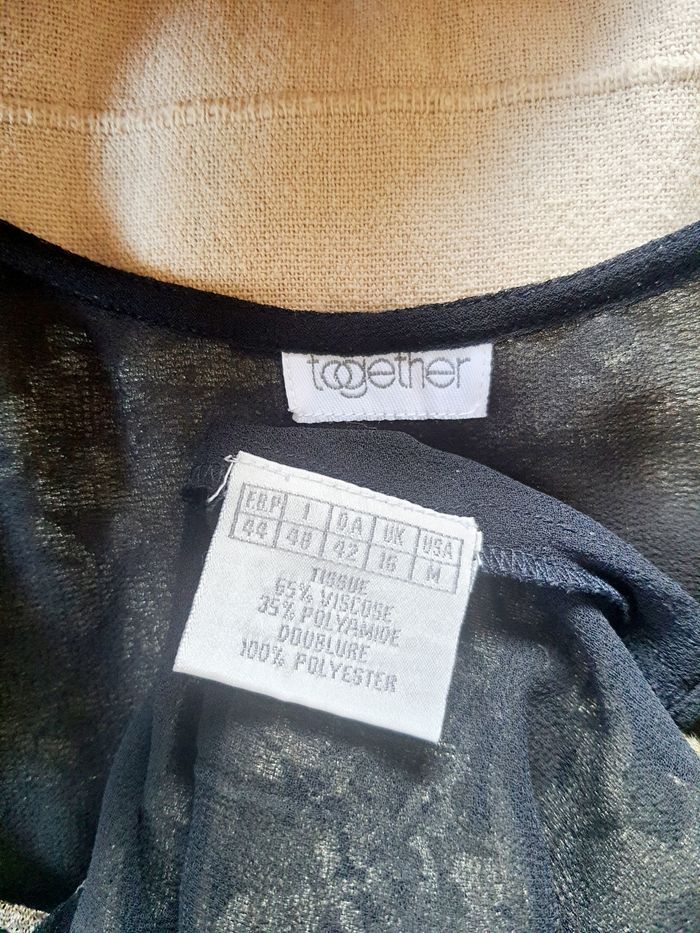 together
F.B.P I D.A UK USA
44 48 42 16 M
TISSUE
65% VISCOSE
35% POLYAMIDE
DOUBLURE
100% POLYESTER